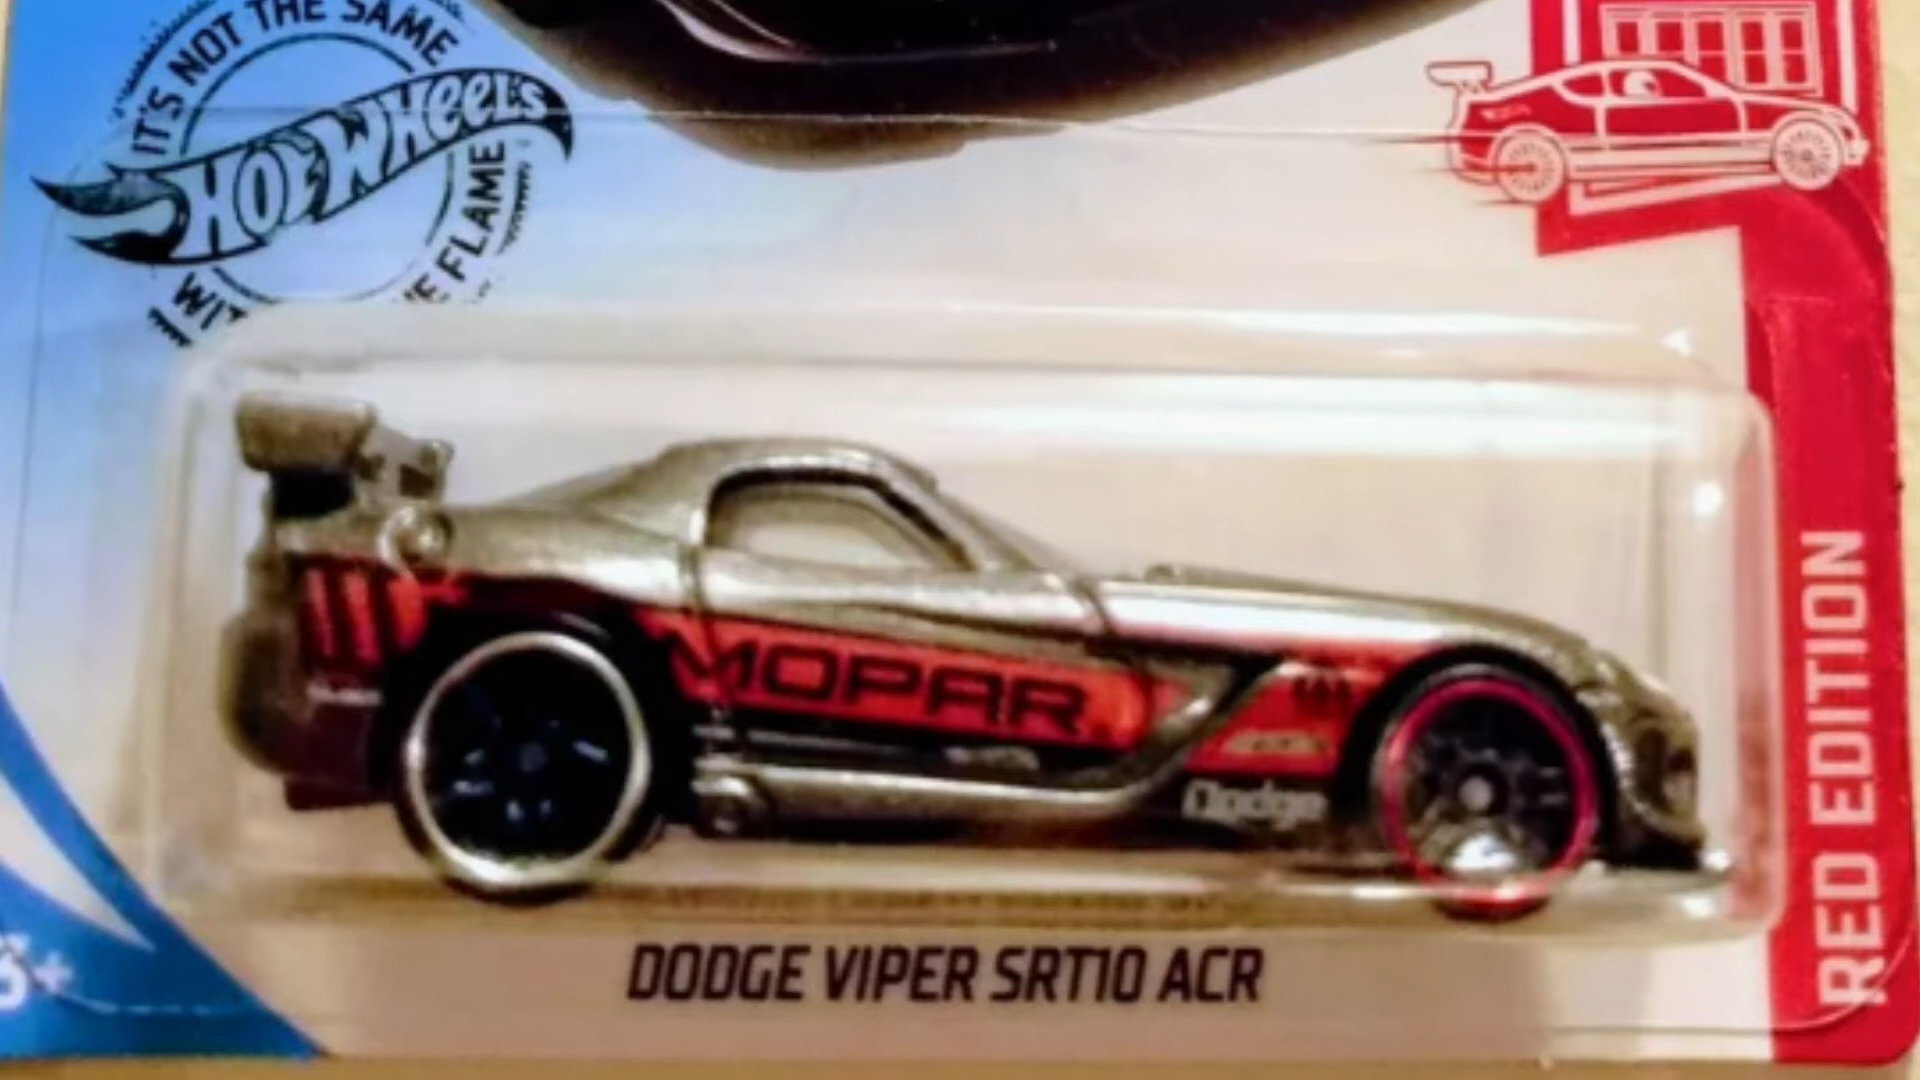 IT'S NOT THE SAME
Hot Wheels
E FLAME
MOPAR
Dodge
DODGE VIPER SRT10 ACR
RED EDITION